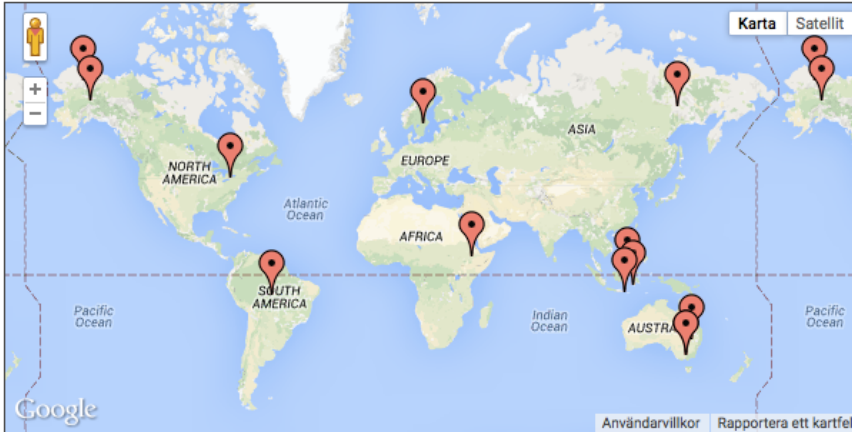 Karta Satellit
+
−
ASIA
EUROPE
NORTH
AMERICA
Atlantic
Ocean
AFRICA
SOUTH
AMERICA
Pacific
Ocean
Indian
Ocean
AUSTRA
Pacific
Ocean
Google
Användarvillkor Rapportera ett kartfel